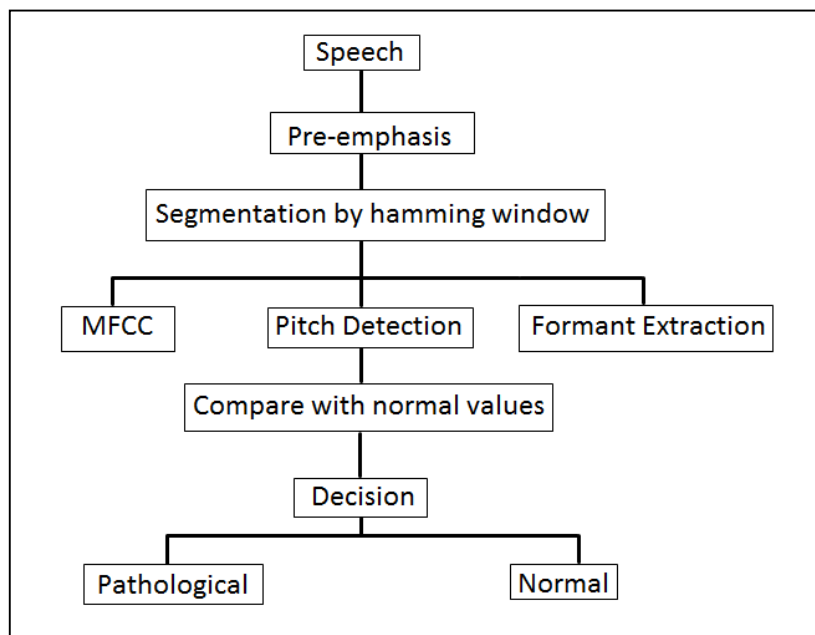 Speech
Pre-emphasis
Segmentation by hamming window
MFCC
Pitch Detection
Formant Extraction
Compare with normal values
Decision
Pathological
Normal